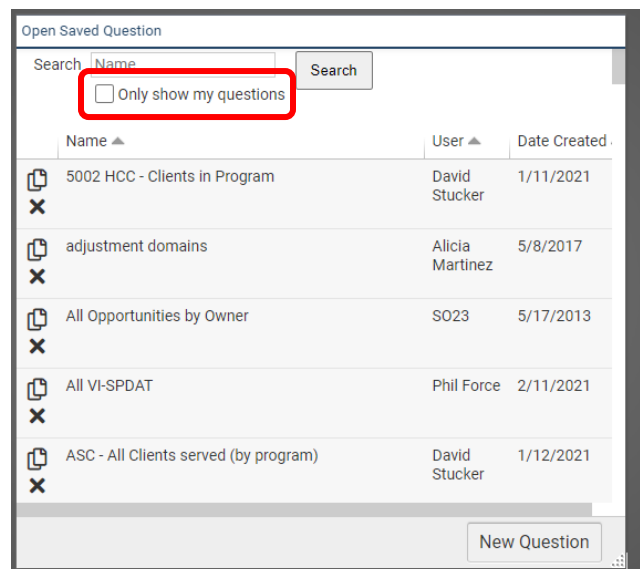 Open Saved Question
Search Name Search
Only show my questions
Name User Date Created
5002 HCC - Clients in Program David Stucker 1/11/2021
adjustment domains Alicia Martinez 5/8/2017
All Opportunities by Owner SO23 5/17/2013
All VI-SPDAT Phil Force 2/11/2021
ASC - All Clients served (by program) David Stucker 1/12/2021
New Question